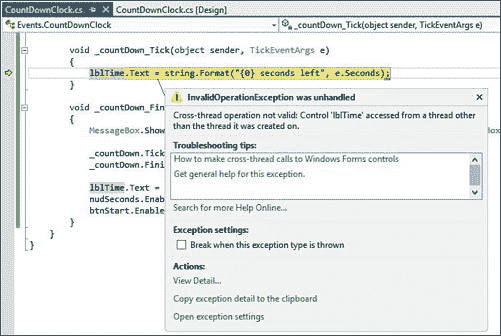 CountDownClock.cs CountDownClock.cs [Design]
Events.CountDownClock _countDown_Tick(object sender, TickEventArgs e)
void _countDown_Tick(object sender, TickEventArgs e)
{
lblTime.Text = string.Format("{0} seconds left", e.Seconds);
}
void _countDown_Fin
{
MessageBox.Show
_countDown.Tick
_countDown.Fini
lblTime.Text =
nudSeconds.Enab
btnStart.Enable
}
}
}
InvalidOperationException was unhandled
Cross-thread operation not valid: Control 'lblTime' accessed from a thread other
than the thread it was created on.
Troubleshooting tips:
How to make cross-thread calls to Windows Forms controls
Get general help for this exception.
Search for more Help Online...
Exception settings:
Break when this exception type is thrown
Actions:
View Detail...
Copy exception detail to the clipboard
Open exception settings